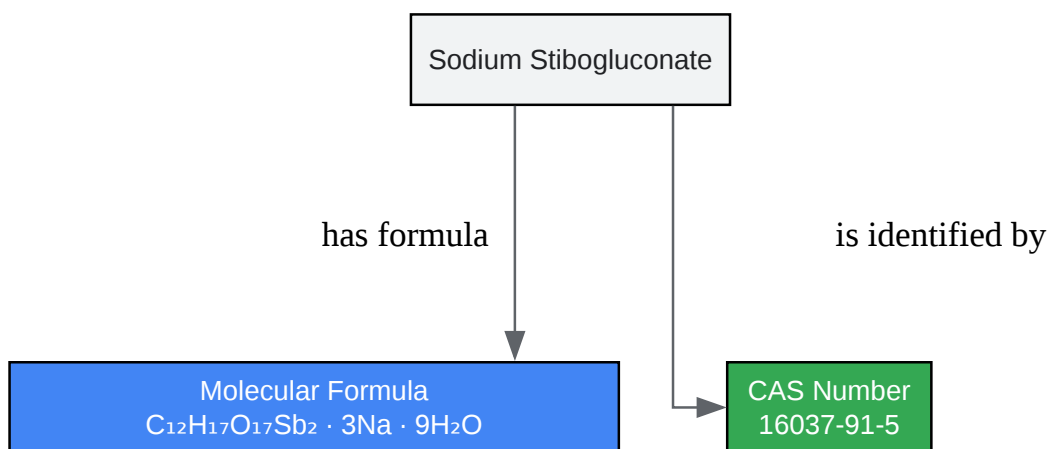 Sodium Stibogluconate
has formula
is identified by
Molecular Formula
C₁₂H₁₇O₁₇Sb₂ · 3Na · 9H₂O
CAS Number
16037-91-5